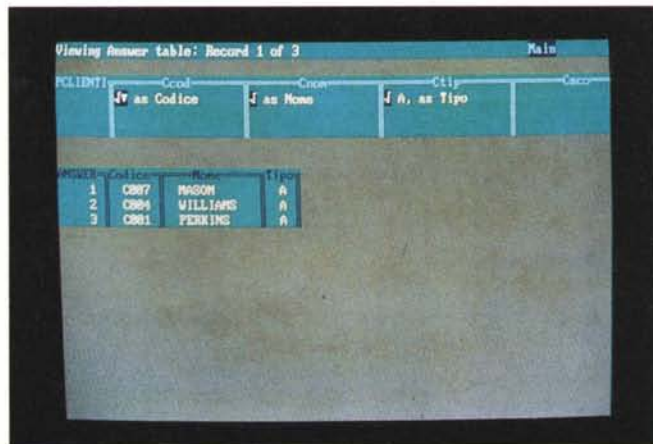 Viewing Answer table: Record 1 of 3 Main
PCLIENTI Ccod Cnom Ctip
√▼ as Codice √ as Nome √ A, as Tipo
ANSWER Codice Nome Tipo
1 C007 MASON A
2 C004 WILLIAMS A
3 C001 PERKINS A